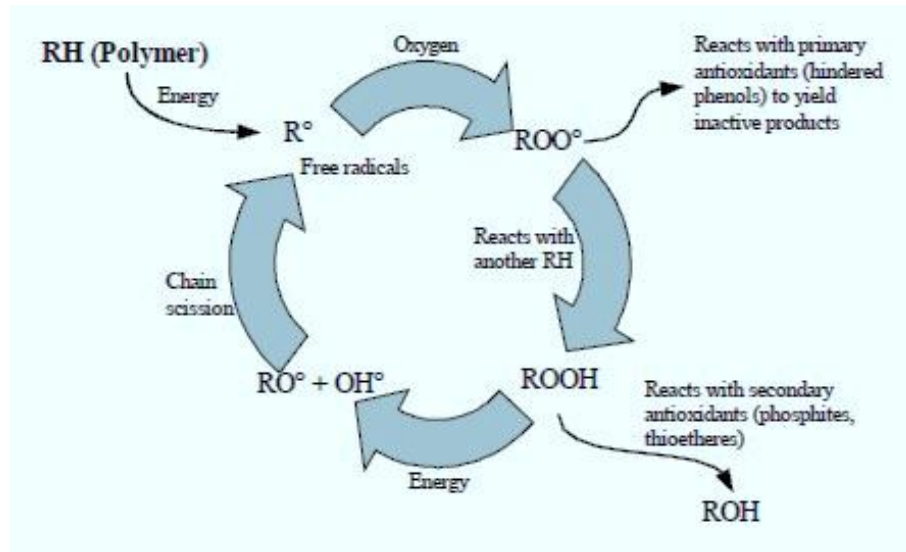 RH (Polymer)
Energy
Oxygen
R°
Free radicals
ROO°
Reacts with primary
antioxidants (hindered
phenols) to yield
inactive products
Reacts with
another RH
ROOH
Reacts with secondary
antioxidants (phosphites,
thioetheres)
ROH
Energy
RO° + OH°
Chain
scission